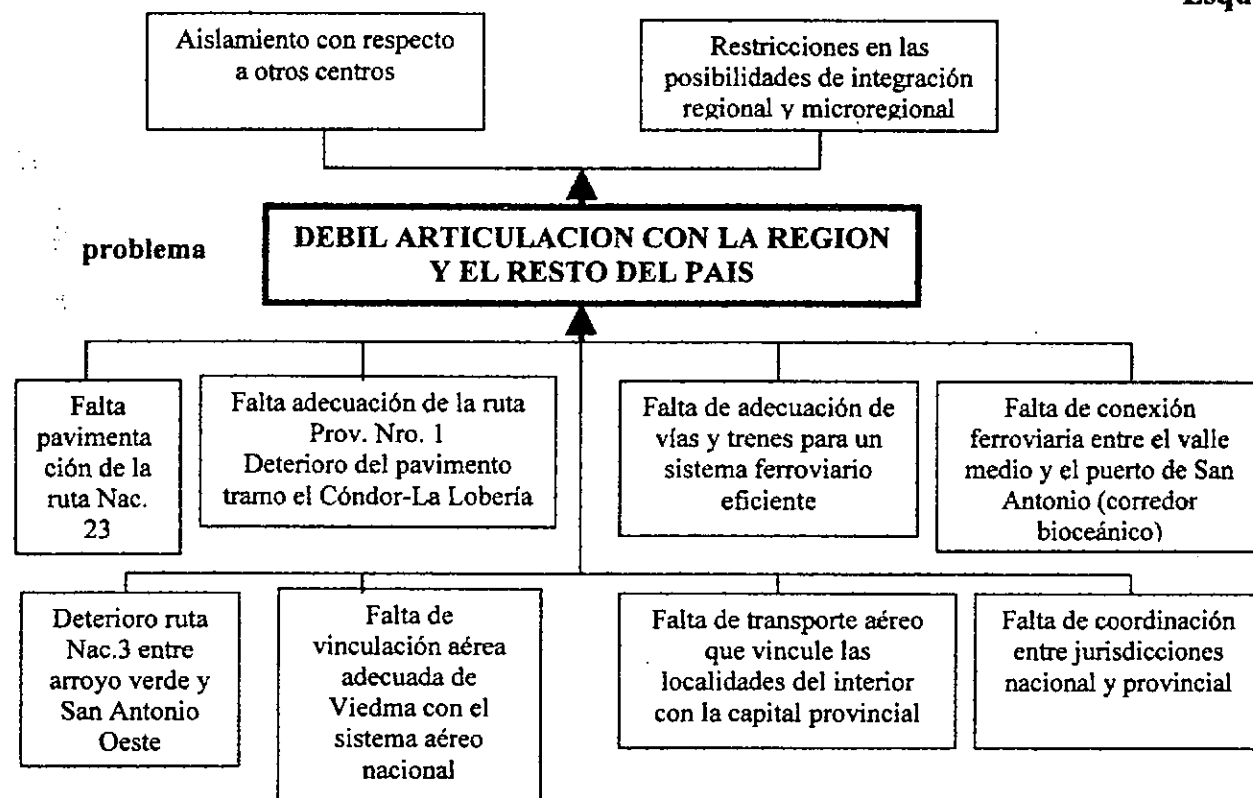 Esqu
Aislamiento con respecto
a otros centros
Restricciones en las
posibilidades de integración
regional y microregional
problema
DEBIL ARTICULACION CON LA REGION
Y EL RESTO DEL PAIS
Falta
pavimenta
ción de la
ruta Nac.
23
Falta adecuación de la ruta
Prov. Nro. 1
Deterioro del pavimento
tramo el Cóndor-La Lobería
Falta de adecuación de
vías y trenes para un
sistema ferroviario
eficiente
Falta de conexión
ferroviaria entre el valle
medio y el puerto de San
Antonio (corredor
bioceánico)
Deterioro ruta
Nac.3 entre
arroyo verde y
San Antonio
Oeste
Falta de
vinculación aérea
adecuada de
Viedma con el
sistema aéreo
nacional
Falta de transporte aéreo
que vincule las
localidades del interior
con la capital provincial
Falta de coordinación
entre jurisdicciones
nacional y provincial